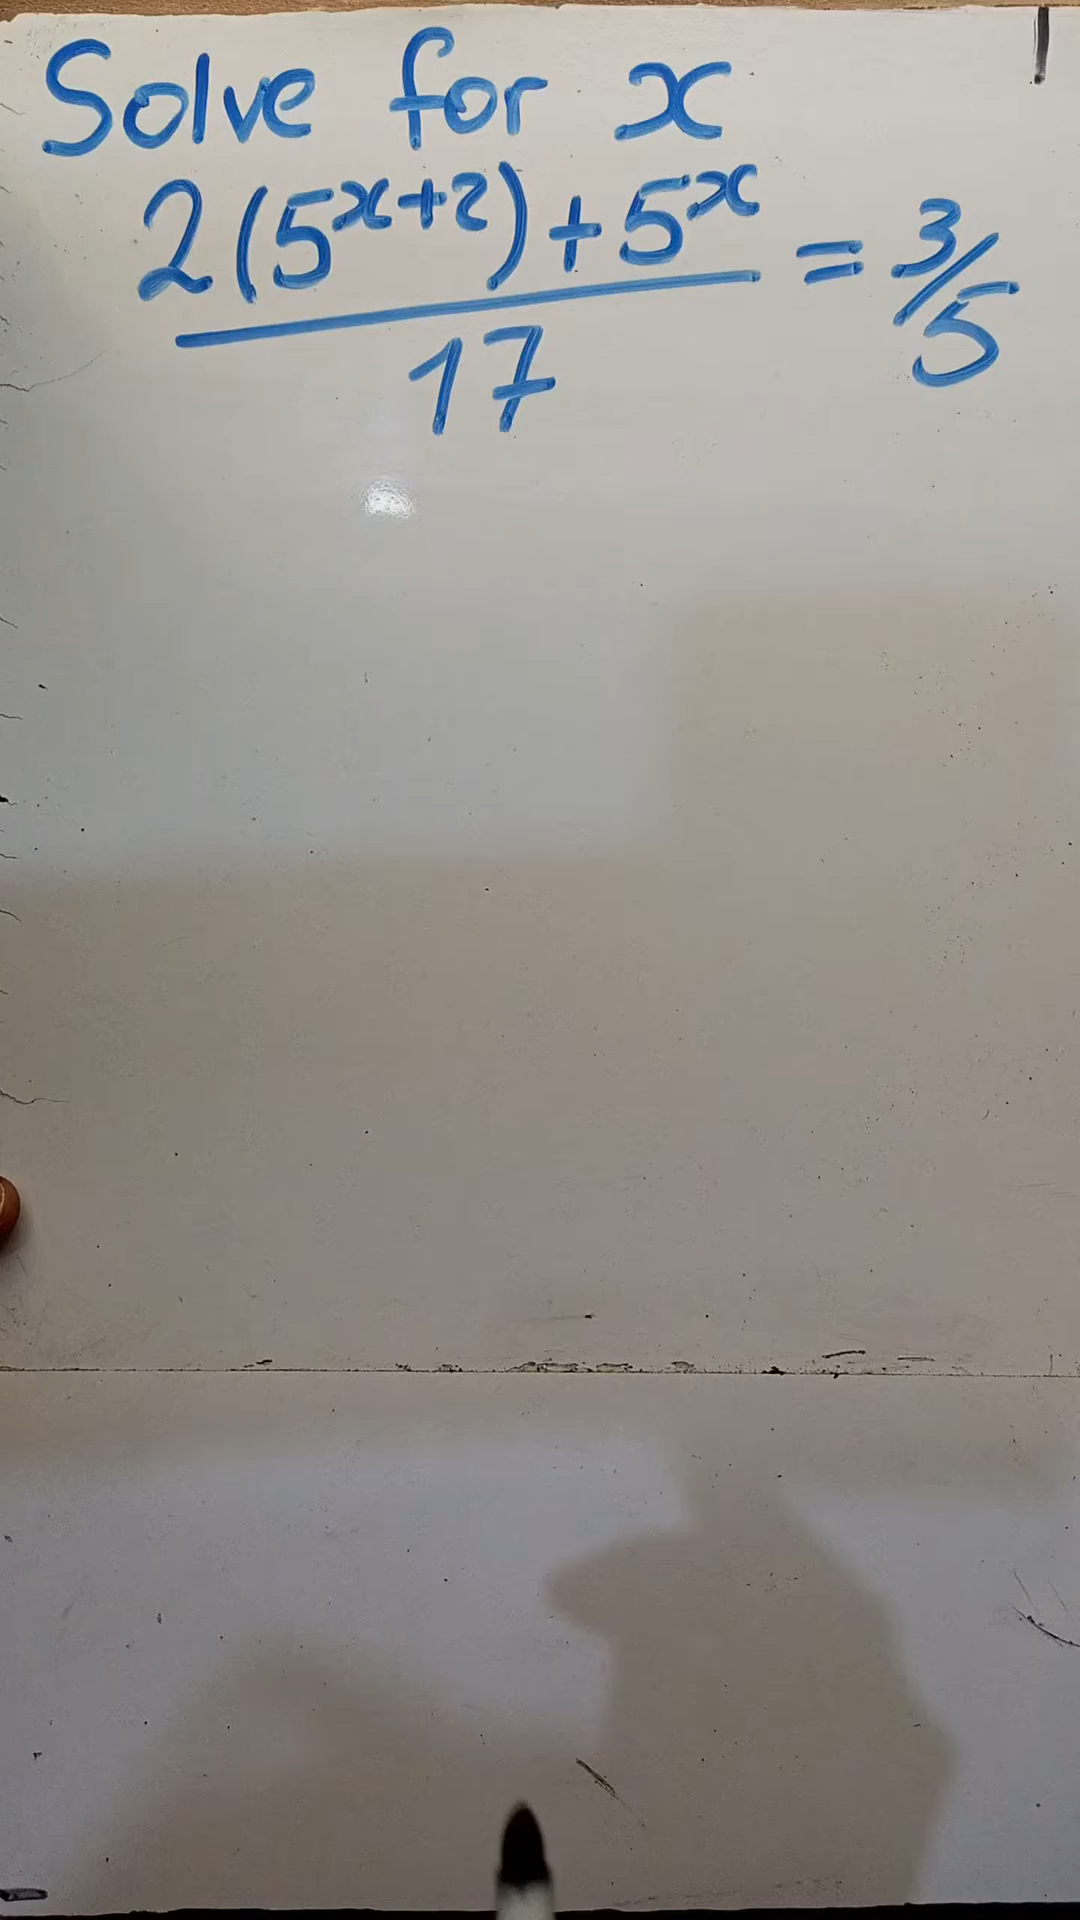 Solve for x
2(5^{x+2}) + 5^x / 17 = 3/5